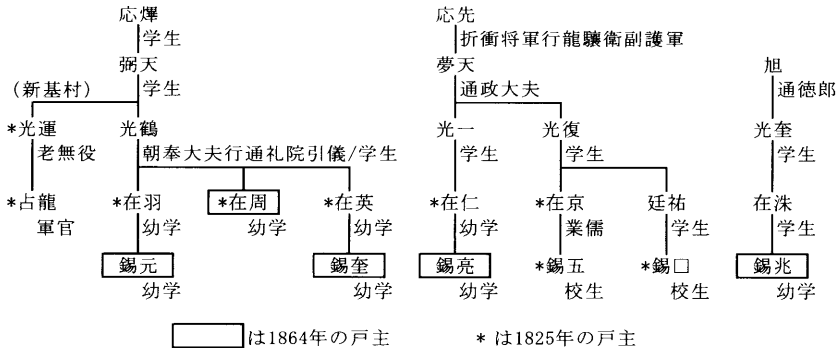 応燁 応先
学生 折衝将軍行龍驤衛副護軍
弼天 夢天 旭
(新基村) 学生 通政大夫 通徳郎
*光運 光鶴 光一 光復 光奎
老無役 朝奉大夫行通礼院引儀/学生 学生 学生 学生
*占龍 *在羽 *在周 *在英 *在仁 *在京 廷祐 在洙
軍官 幼学 幼学 幼学 幼学 業儒 学生 学生
錫元 錫奎 錫亮 *錫五 *錫□ 錫兆
幼学 幼学 幼学 校生 校生 幼学
は1864年の戸主 *は1825年の戸主